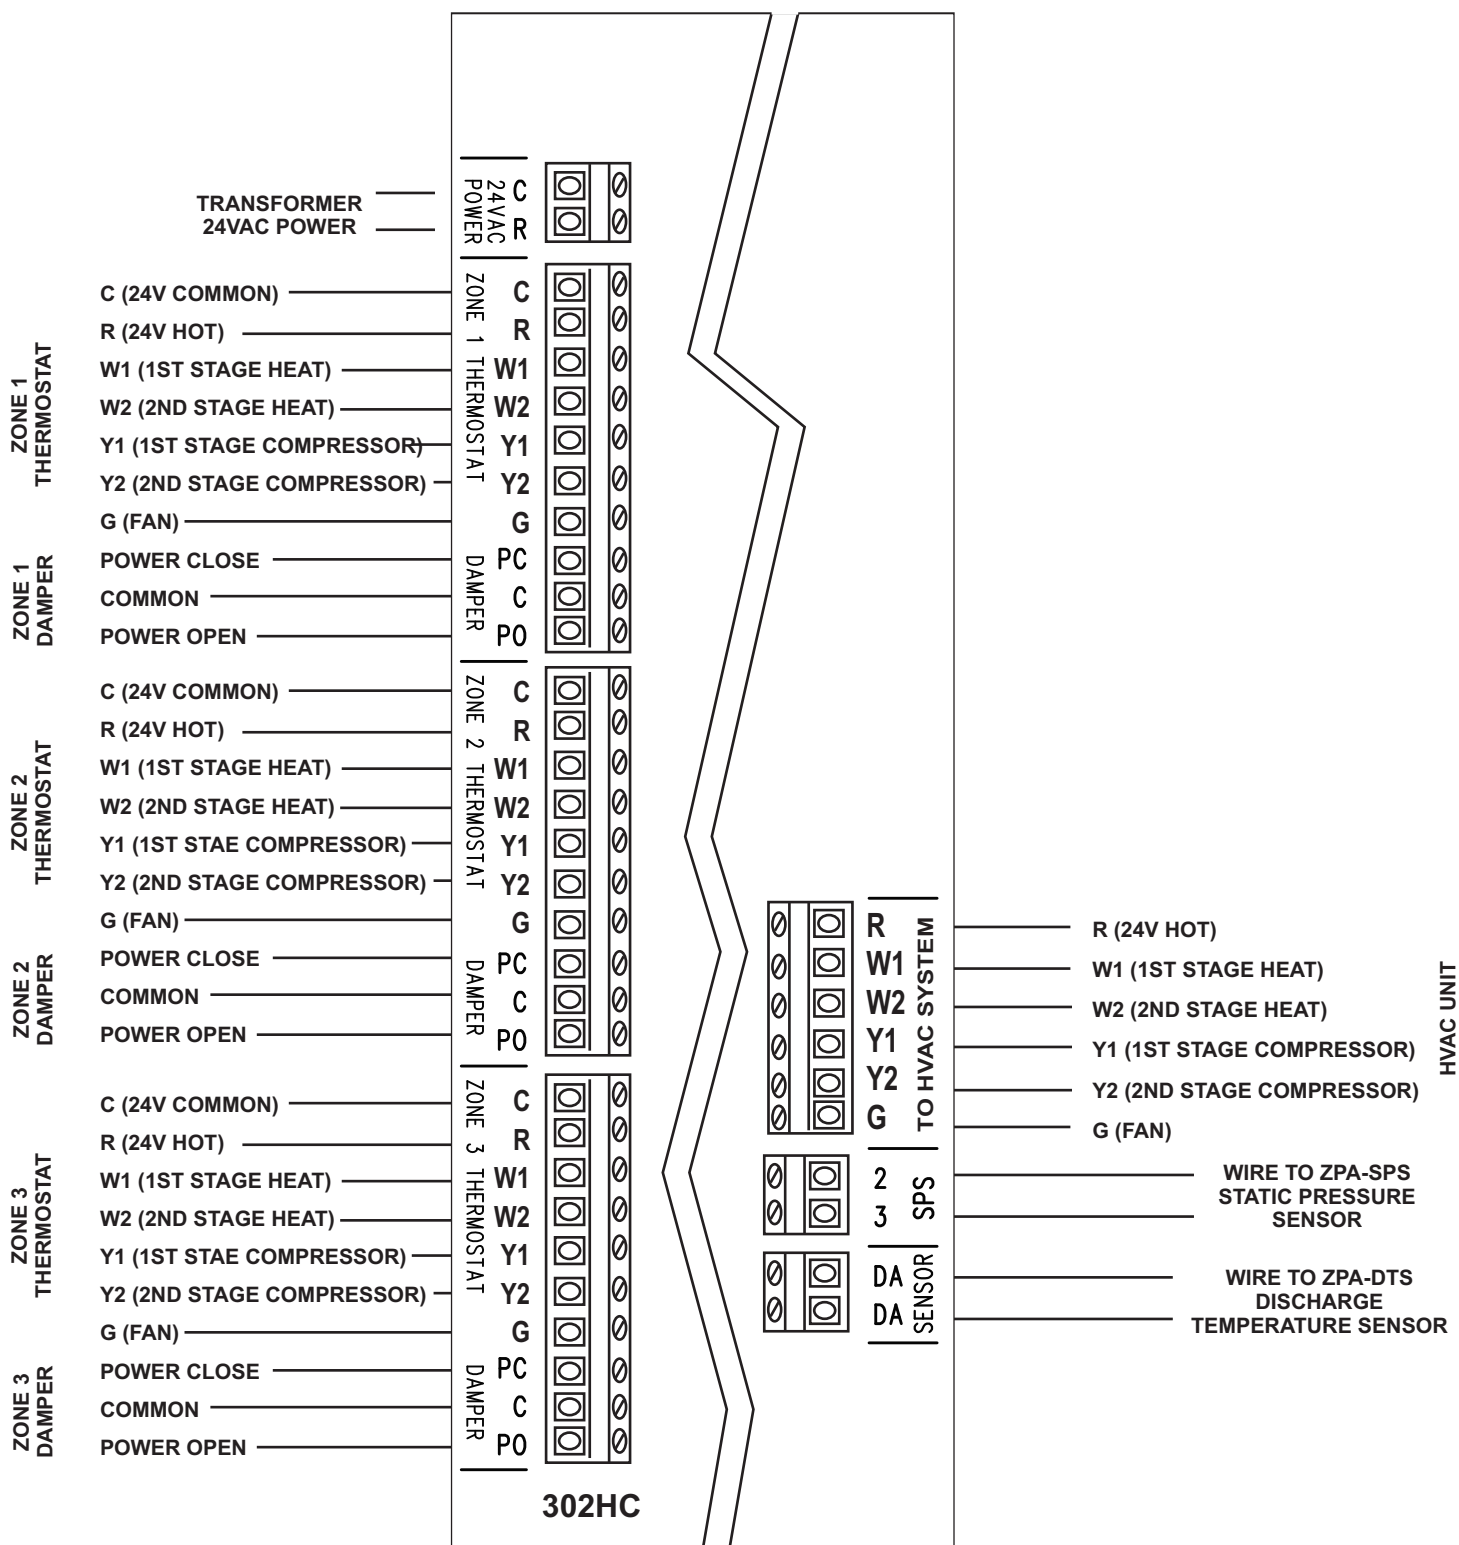 TRANSFORMER
24VAC POWER
24VAC
POWER
C
R
ZONE 1
THERMOSTAT
C (24V COMMON)
R (24V HOT)
W1 (1ST STAGE HEAT)
W2 (2ND STAGE HEAT)
Y1 (1ST STAGE COMPRESSOR)
Y2 (2ND STAGE COMPRESSOR)
G (FAN)
ZONE 1 THERMOSTAT
C
R
W1
W2
Y1
Y2
G
ZONE 1
DAMPER
POWER CLOSE
COMMON
POWER OPEN
DAMPER
PC
C
PO
ZONE 2
THERMOSTAT
C (24V COMMON)
R (24V HOT)
W1 (1ST STAGE HEAT)
W2 (2ND STAGE HEAT)
Y1 (1ST STAE COMPRESSOR)
Y2 (2ND STAGE COMPRESSOR)
G (FAN)
ZONE 2 THERMOSTAT
C
R
W1
W2
Y1
Y2
G
ZONE 2
DAMPER
POWER CLOSE
COMMON
POWER OPEN
DAMPER
PC
C
PO
ZONE 3
THERMOSTAT
C (24V COMMON)
R (24V HOT)
W1 (1ST STAGE HEAT)
W2 (2ND STAGE HEAT)
Y1 (1ST STAE COMPRESSOR)
Y2 (2ND STAGE COMPRESSOR)
G (FAN)
ZONE 3 THERMOSTAT
C
R
W1
W2
Y1
Y2
G
ZONE 3
DAMPER
POWER CLOSE
COMMON
POWER OPEN
DAMPER
PC
C
PO
302HC
R
W1
W2
Y1
Y2
G
TO HVAC SYSTEM
R (24V HOT)
W1 (1ST STAGE HEAT)
W2 (2ND STAGE HEAT)
Y1 (1ST STAGE COMPRESSOR)
Y2 (2ND STAGE COMPRESSOR)
G (FAN)
HVAC UNIT
2
3
SPS
WIRE TO ZPA-SPS
STATIC PRESSURE
SENSOR
DA
DA
SENSOR
WIRE TO ZPA-DTS
DISCHARGE
TEMPERATURE SENSOR